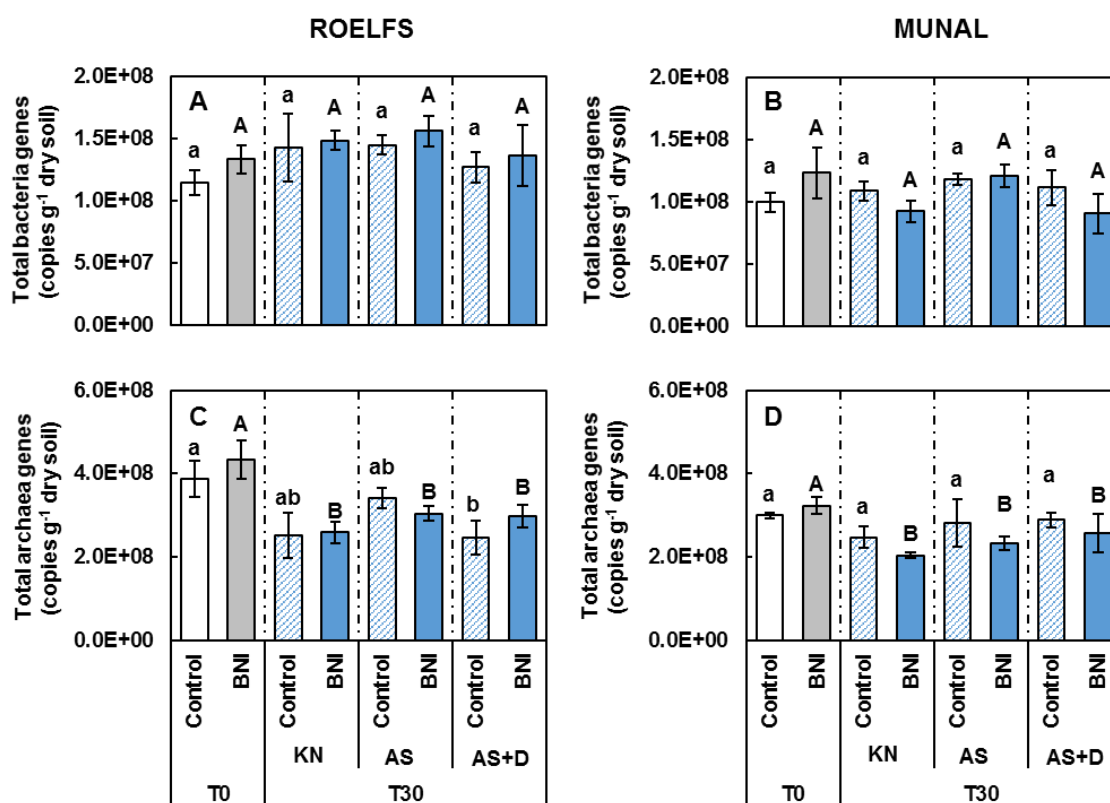 ROELFS
MUNAL
Total bacteria genes
(copies g-1 dry soil)
2.0E+08
1.5E+08
1.0E+08
5.0E+07
0.0E+00
A
a
A
a
A
a
A
a
A
Total bacteria genes
(copies g-1 dry soil)
2.0E+08
1.5E+08
1.0E+08
5.0E+07
0.0E+00
B
a
A
a
A
a
A
a
A
Total archaea genes
(copies g-1 dry soil)
6.0E+08
4.0E+08
2.0E+08
0.0E+00
C
a
A
ab
B
ab
B
b
B
Control
BNI
Control
BNI
Control
BNI
Control
BNI
KN
AS
AS+D
T0
T30
Total archaea genes
(copies g-1 dry soil)
6.0E+08
4.0E+08
2.0E+08
0.0E+00
D
a
A
a
B
a
B
a
B
Control
BNI
Control
BNI
Control
BNI
Control
BNI
KN
AS
AS+D
T0
T30